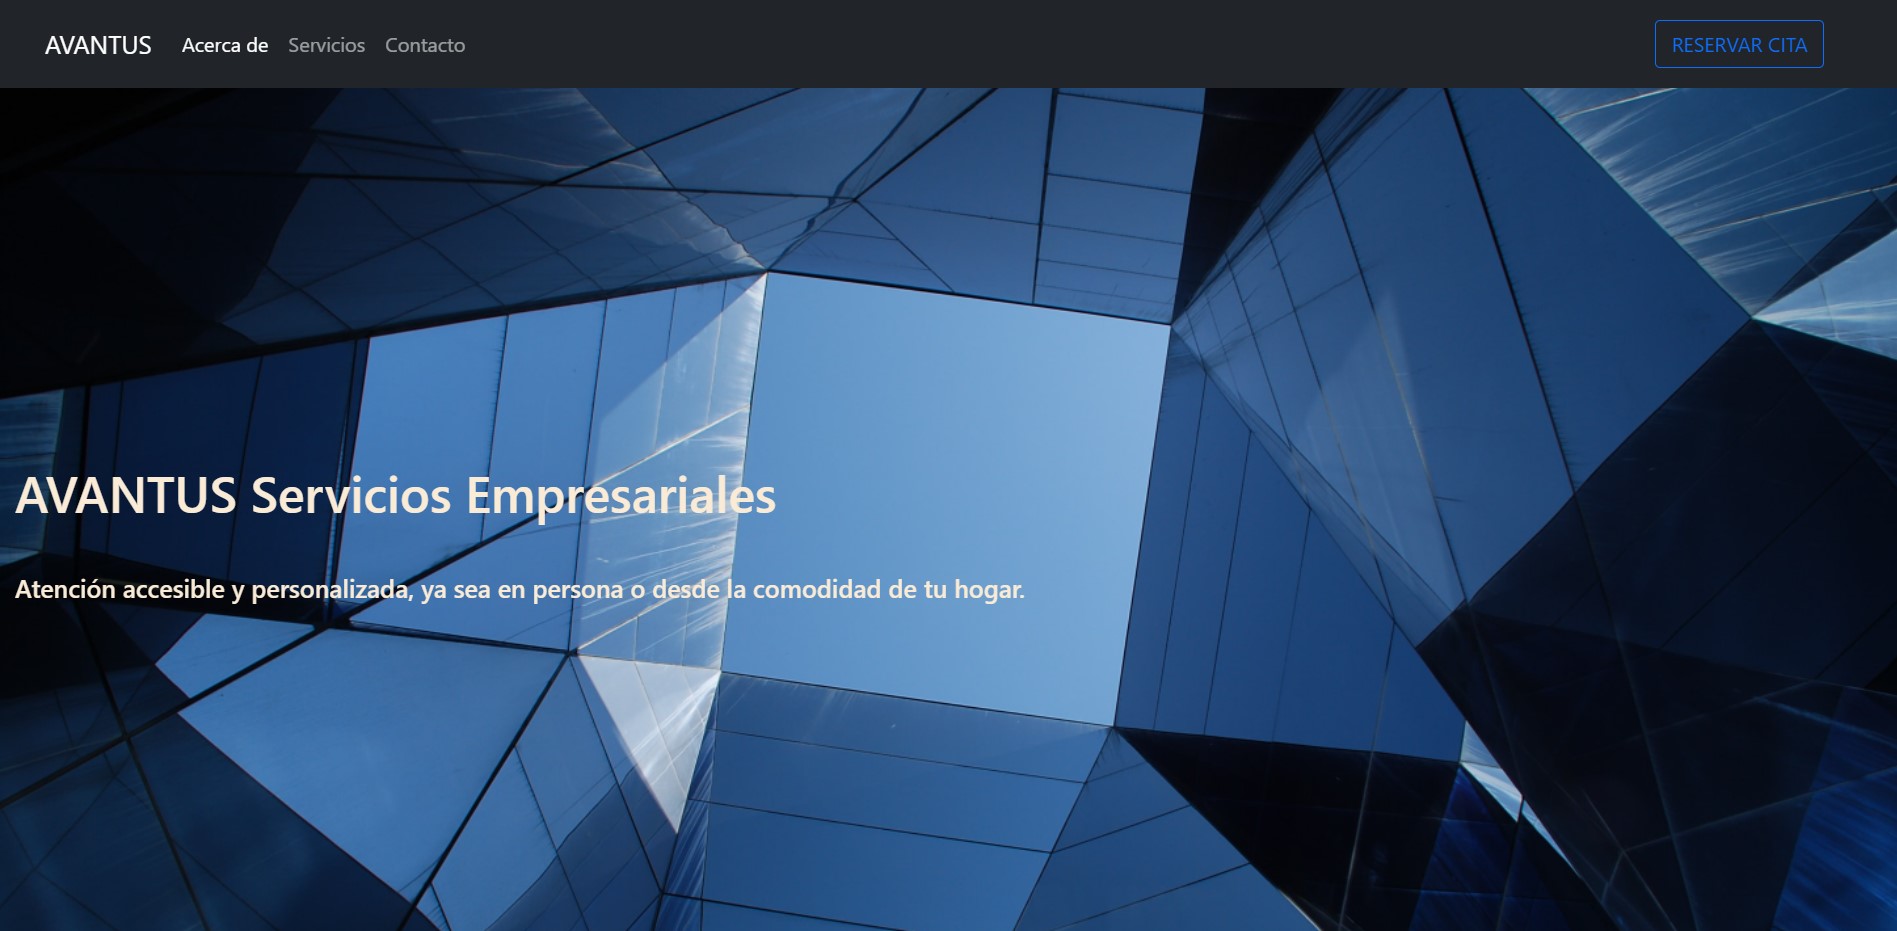 AVANTUS Acerca de Servicios Contacto RESERVAR CITA
AVANTUS Servicios Empresariales
Atención accesible y personalizada, ya sea en persona o desde la comodidad de tu hogar.